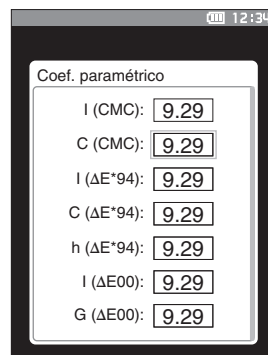 12:34
Coef. paramétrico
l (CMC): 9.29
C (CMC): 9.29
l (ΔE*94): 9.29
C (ΔE*94): 9.29
h (ΔE*94): 9.29
l (ΔE00): 9.29
G (ΔE00): 9.29